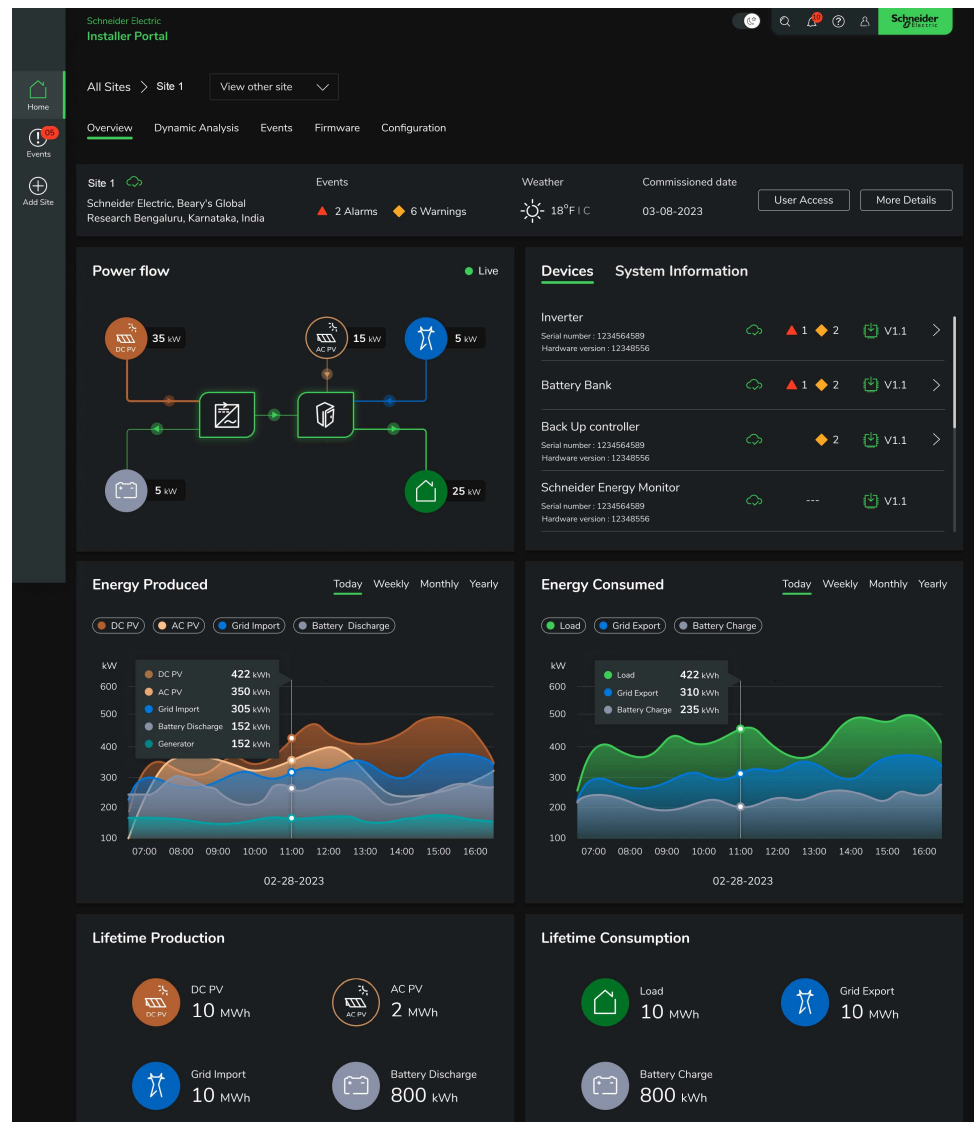 Schneider Electric
Installer Portal
10
Schneider
Electric
Home
05
Events
Add Site
All Sites > Site 1
View other site
Overview Dynamic Analysis Events Firmware Configuration
Site 1
Schneider Electric, Beary's Global
Research Bengaluru, Karnataka, India
Events
2 Alarms 6 Warnings
Weather
18°F I C
Commissioned date
03-08-2023
User Access
More Details
Power flow
Live
DC PV
35 kW
AC PV
15 kW
5 kW
5 kW
25 kW
Devices System Information
Inverter
Serial number : 1234564589
Hardware version : 12348556
1 2 V1.1
Battery Bank
1 2 V1.1
Back Up controller
Serial number : 1234564589
Hardware version : 12348556
2 V1.1
Schneider Energy Monitor
Serial number : 1234564589
Hardware version : 12348556
--- V1.1
Energy Produced
Today Weekly Monthly Yearly
DC PV AC PV Grid Import Battery Discharge
kW
600
500
400
300
200
100
DC PV 422 kWh
AC PV 350 kWh
Grid Import 305 kWh
Battery Discharge 152 kWh
Generator 152 kWh
07:00 08:00 09:00 10:00 11:00 12:00 13:00 14:00 15:00 16:00
02-28-2023
Energy Consumed
Today Weekly Monthly Yearly
Load Grid Export Battery Charge
kW
600
500
400
300
200
100
Load 422 kWh
Grid Export 310 kWh
Battery Charge 235 kWh
07:00 08:00 09:00 10:00 11:00 12:00 13:00 14:00 15:00 16:00
02-28-2023
Lifetime Production
DC PV
DC PV
10 MWh
AC PV
AC PV
2 MWh
Grid Import
10 MWh
Battery Discharge
800 kWh
Lifetime Consumption
Load
10 MWh
Grid Export
10 MWh
Battery Charge
800 kWh